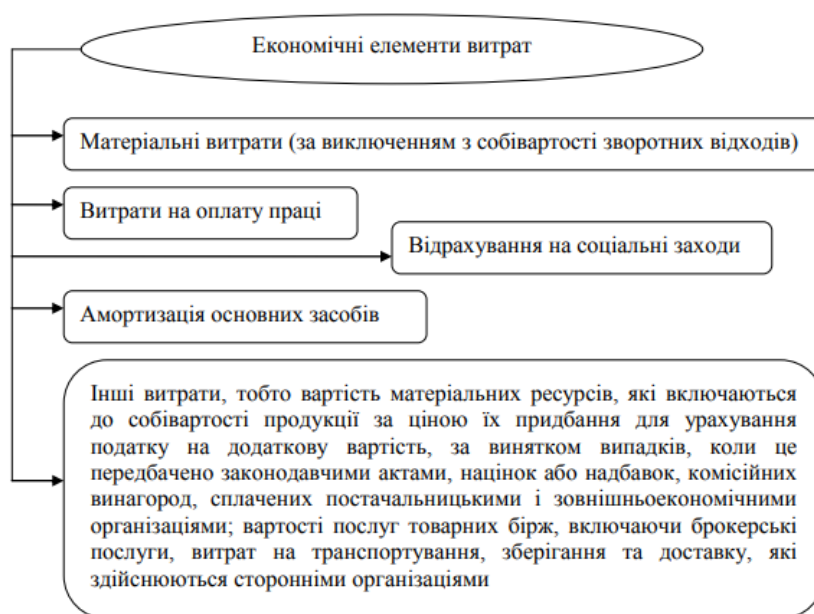 Економічні елементи витрат
Матеріальні витрати (за виключенням з собівартості зворотних відходів)
Витрати на оплату праці
Відрахування на соціальні заходи
Амортизація основних засобів
Інші витрати, тобто вартість матеріальних ресурсів, які включаються
до собівартості продукції за ціною їх придбання для урахування
податку на додаткову вартість, за винятком випадків, коли це
передбачено законодавчими актами, націнок або надбавок, комісійних
винагород, сплачених постачальницькими і зовнішньоекономічними
організаціями; вартості послуг товарних бірж, включаючи брокерські
послуги, витрат на транспортування, зберігання та доставку, які
здійснюються сторонніми організаціями